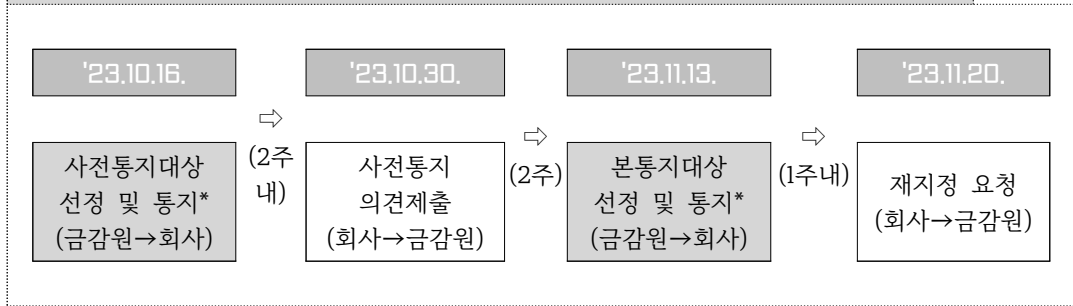 '23.10.16.
'23.10.30.
'23.11.13.
'23.11.20.
⇨
(2주
내)
⇨
(2주)
⇨
(1주내)
사전통지대상
선정 및 통지*
(금감원→회사)
사전통지
의견제출
(회사→금감원)
본통지대상
선정 및 통지*
(금감원→회사)
재지정 요청
(회사→금감원)